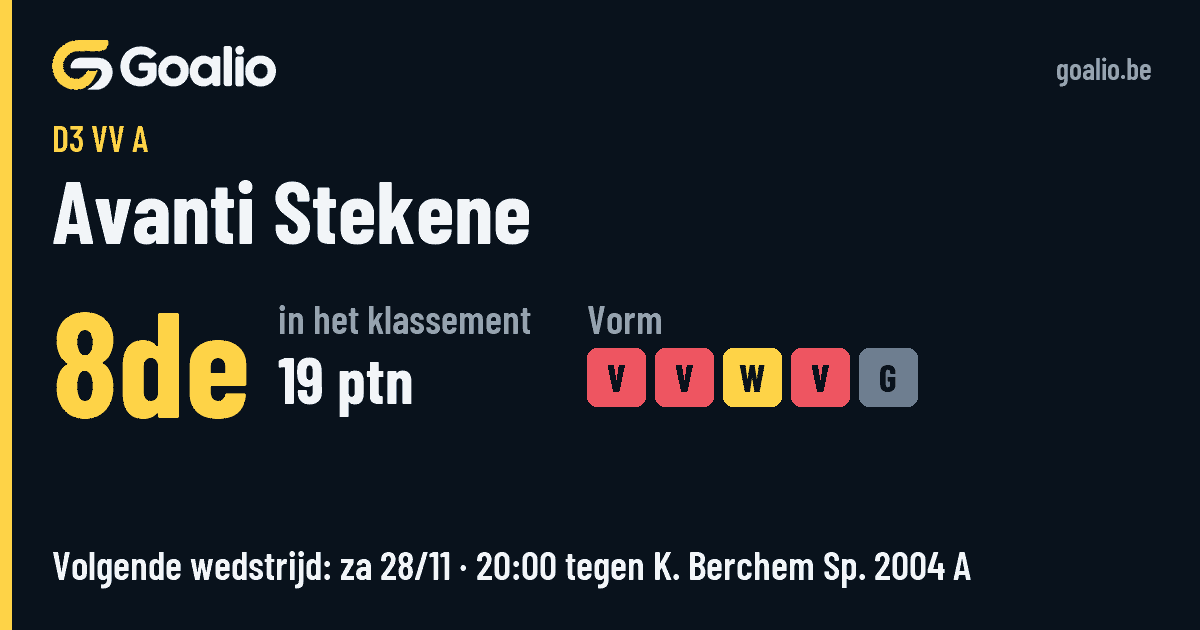 Goalio
goalio.be
D3 VV A
Avanti Stekene
8de
in het klassement
19 ptn
Vorm
V V W V G
Volgende wedstrijd: za 28/11 · 20:00 tegen K. Berchem Sp. 2004 A